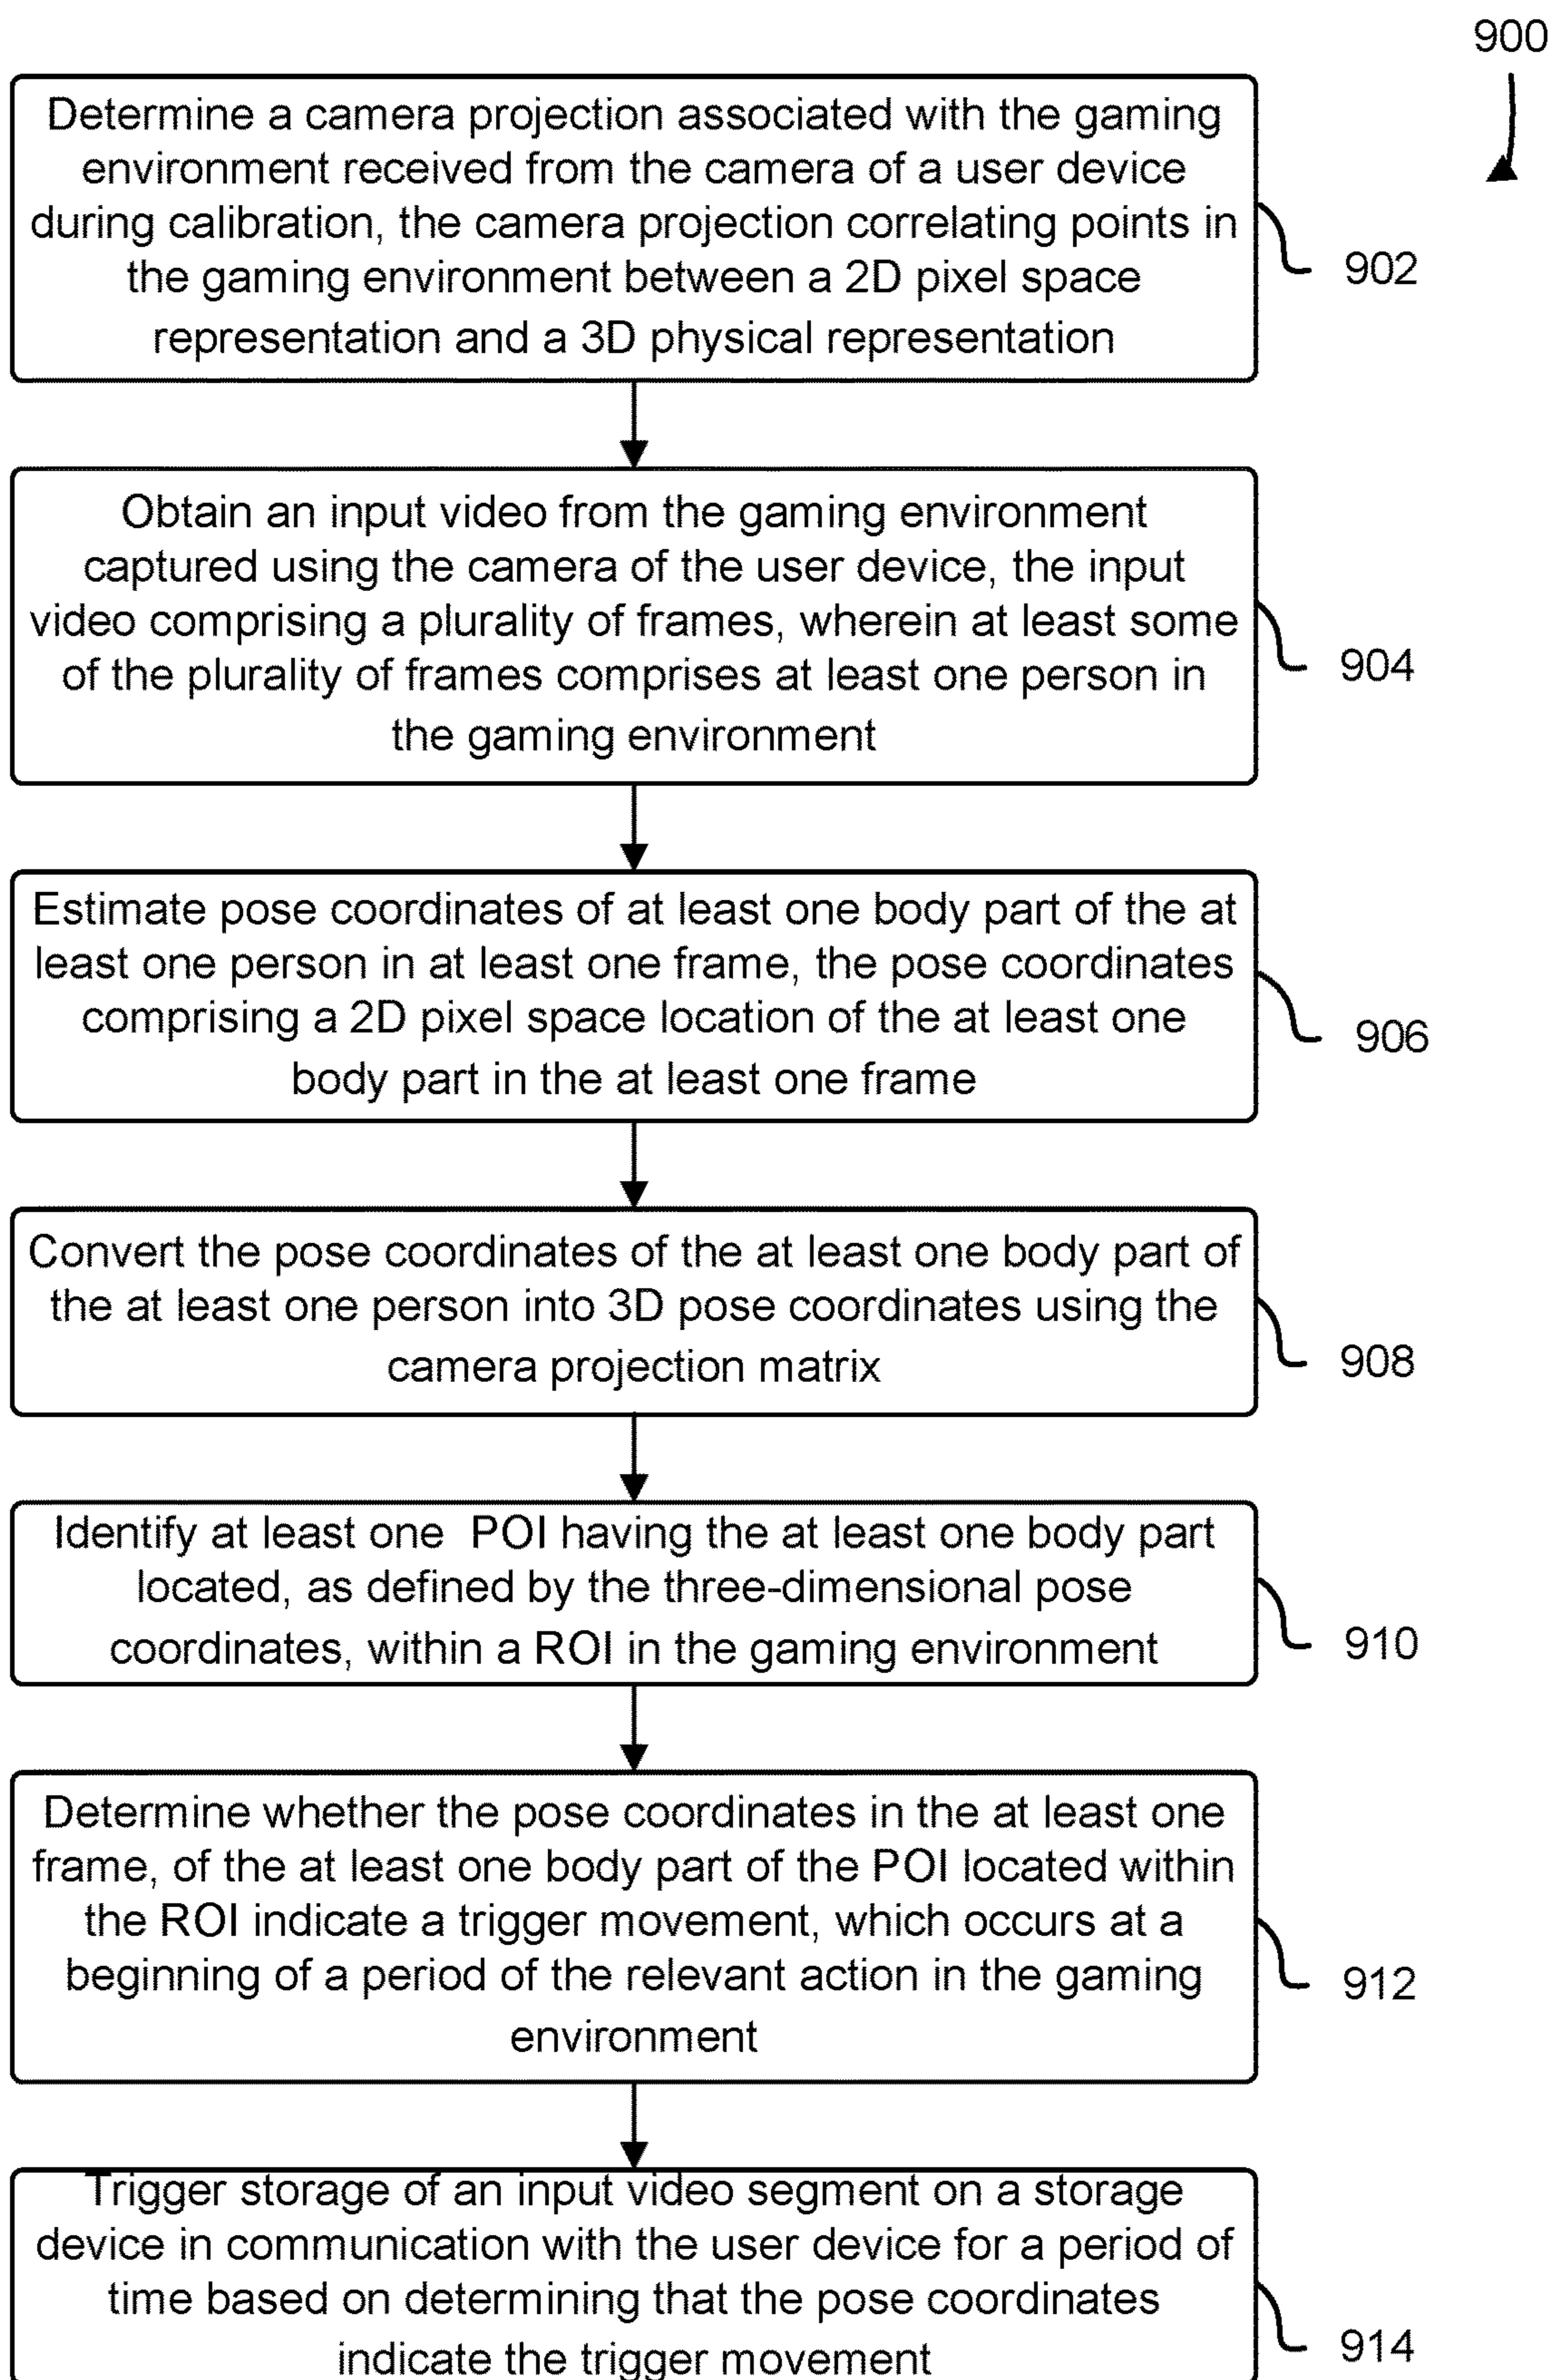 900
Determine a camera projection associated with the gaming
environment received from the camera of a user device
during calibration, the camera projection correlating points in
the gaming environment between a 2D pixel space
representation and a 3D physical representation
902
Obtain an input video from the gaming environment
captured using the camera of the user device, the input
video comprising a plurality of frames, wherein at least some
of the plurality of frames comprises at least one person in
the gaming environment
904
Estimate pose coordinates of at least one body part of the at
least one person in at least one frame, the pose coordinates
comprising a 2D pixel space location of the at least one
body part in the at least one frame
906
Convert the pose coordinates of the at least one body part of
the at least one person into 3D pose coordinates using the
camera projection matrix
908
Identify at least one POI having the at least one body part
located, as defined by the three-dimensional pose
coordinates, within a ROI in the gaming environment
910
Determine whether the pose coordinates in the at least one
frame, of the at least one body part of the POI located within
the ROI indicate a trigger movement, which occurs at a
beginning of a period of the relevant action in the gaming
environment
912
Trigger storage of an input video segment on a storage
device in communication with the user device for a period of
time based on determining that the pose coordinates
indicate the trigger movement
914